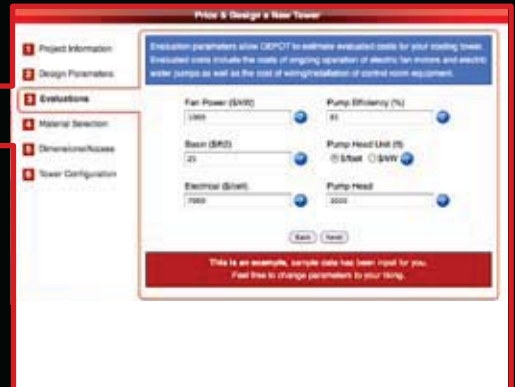 Price & Design a New Tower
1 Project Information
2 Design Parameters
3 Evaluations
4 Material Selection
5 Dimensions/Access
6 Tower Configuration
Evaluation parameters allow DEPOT to estimate evaluated costs for your cooling tower.
Evaluated costs include the costs of ongoing operation of electric fan motors and electric
water pumps as well as the cost of wiring/installation of control room equipment.
Fan Power ($/kW)
Pump Efficiency (%)
Basin ($/ft2)
25
Pump Head Unit (ft)
$/foot $/kW
Electrical ($/cell)
7000
Pump Head
Back Next
This is an example, sample data has been input for you.
Feel free to change parameters to your liking.